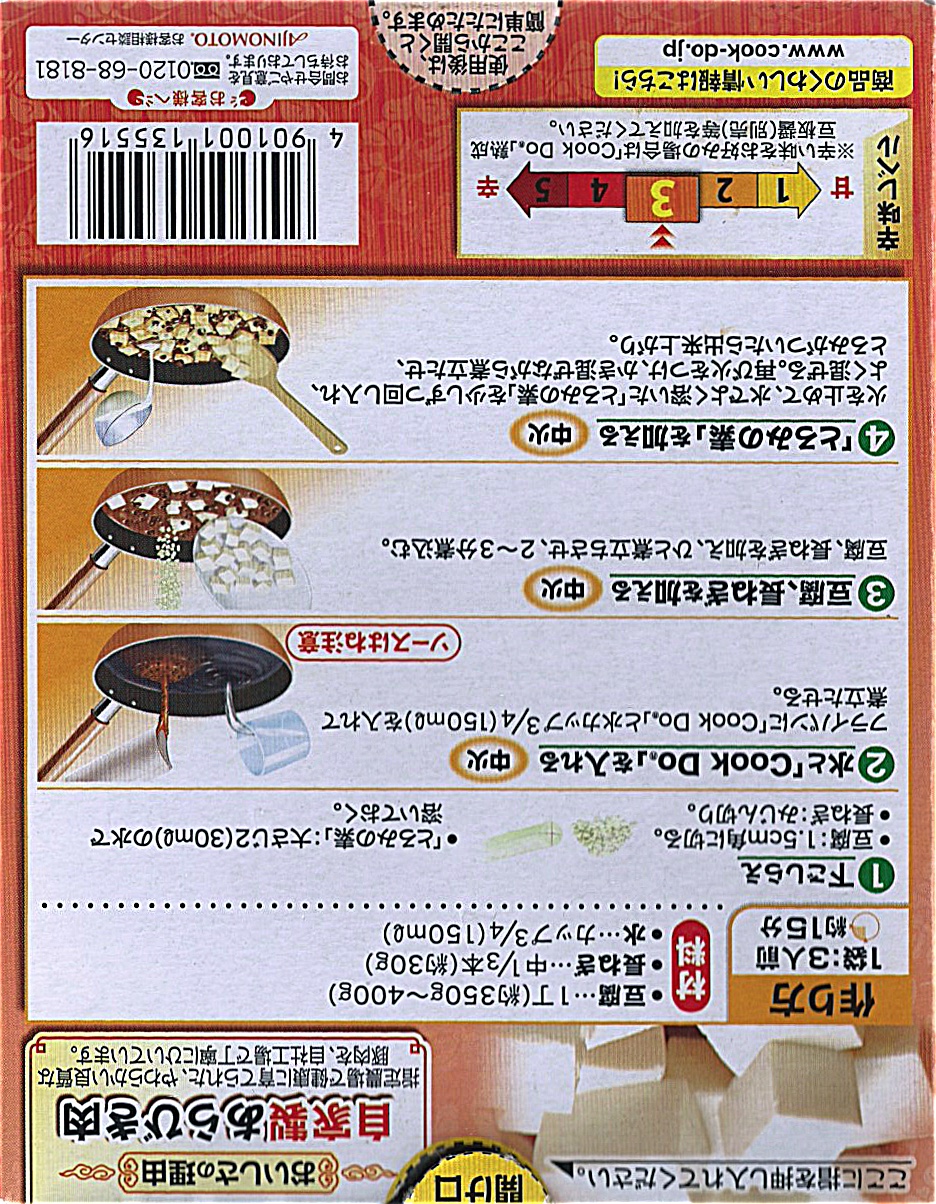 ここに指を押し入れてください。
開け口
おいしさの理由
自家製あらびき肉
指定農場で健康に育てられた、やわらかい良質な
豚肉を、自社工場で丁寧にひいています。
作り方
1袋:3人前
約15分
材料
●豆腐…1丁(約350g〜400g)
●長ねぎ…中1/3本(約30g)
●水…カップ3/4(150mℓ)
1 下ごしらえ
●豆腐:1.5cm角に切る。
●長ねぎ:みじん切り。
●「とろみの素」:大さじ2(30mℓ)の水で
溶いておく。
2 水と「Cook Do®」を入れる 中火
フライパンに「Cook Do®」と水カップ3/4(150mℓ)を入れて
煮立たせる。
ソースはね注意
3 豆腐、長ねぎを加える 中火
豆腐、長ねぎを加え、ひと煮立ちさせ、2〜3分煮込む。
4 「とろみの素」を加える 中火
火を止めて、水でよく溶いた「とろみの素」を少しずつ回し入れ、
よく混ぜる。再び火をつけ、かき混ぜながら煮立たせ、
とろみがついたら出来上がり。
辛味レベル
甘 1 2 3 4 5 辛
※辛い味をお好みの場合は「Cook Do®」熟成
豆板醤(別売)等を加えてください。
商品のくわしい情報はこちら!
www.cook-do.jp
使用後は、
ここから開くと
簡単にたためます。
4 901001 135516
お客様へ
お問合せやご意見を
お待ちしております。
0120-68-8181
AJINOMOTO. お客様相談センター